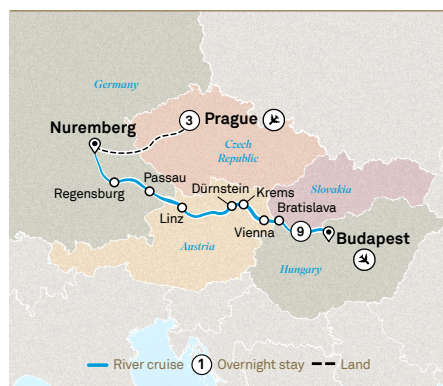 Germany
3 Prague
Nuremberg
Czech
Republic
Regensburg
Passau
Dürnstein
Krems
Slovakia
Linz
Vienna
Bratislava
9
Budapest
Austria
Hungary
River cruise 1 Overnight stay Land